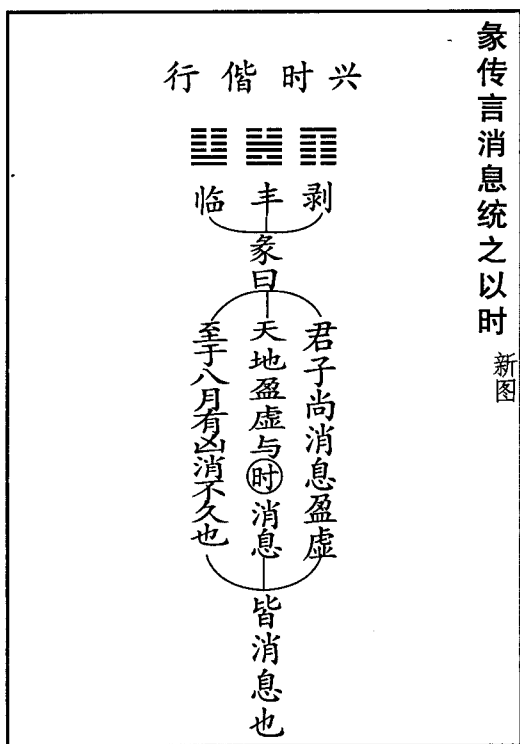 彖传言消息统之以时
新图
兴时偕行
剥 丰 临
彖曰
君子尚消息盈虚
天地盈虚与时消息
至于八月有凶消不久也
皆消息也